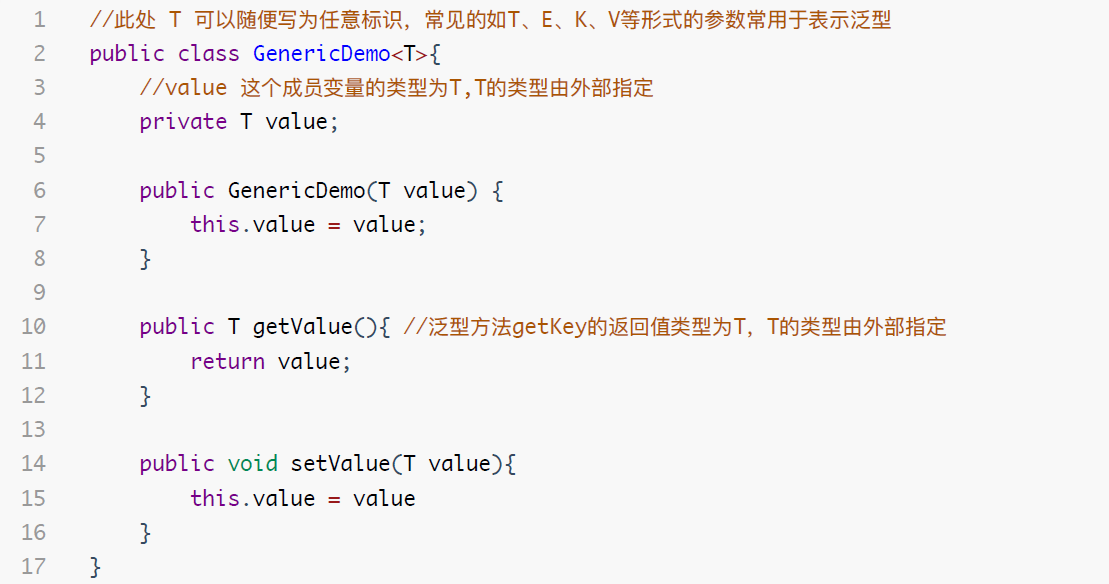 1 //此处 T 可以随便写为任意标识，常见的如T、E、K、V等形式的参数常用于表示泛型
2 public class GenericDemo<T>{
3     //value 这个成员变量的类型为T,T的类型由外部指定
4     private T value;
5
6     public GenericDemo(T value) {
7         this.value = value;
8     }
9
10     public T getValue(){ //泛型方法getKey的返回值类型为T，T的类型由外部指定
11         return value;
12     }
13
14     public void setValue(T value){
15         this.value = value
16     }
17 }